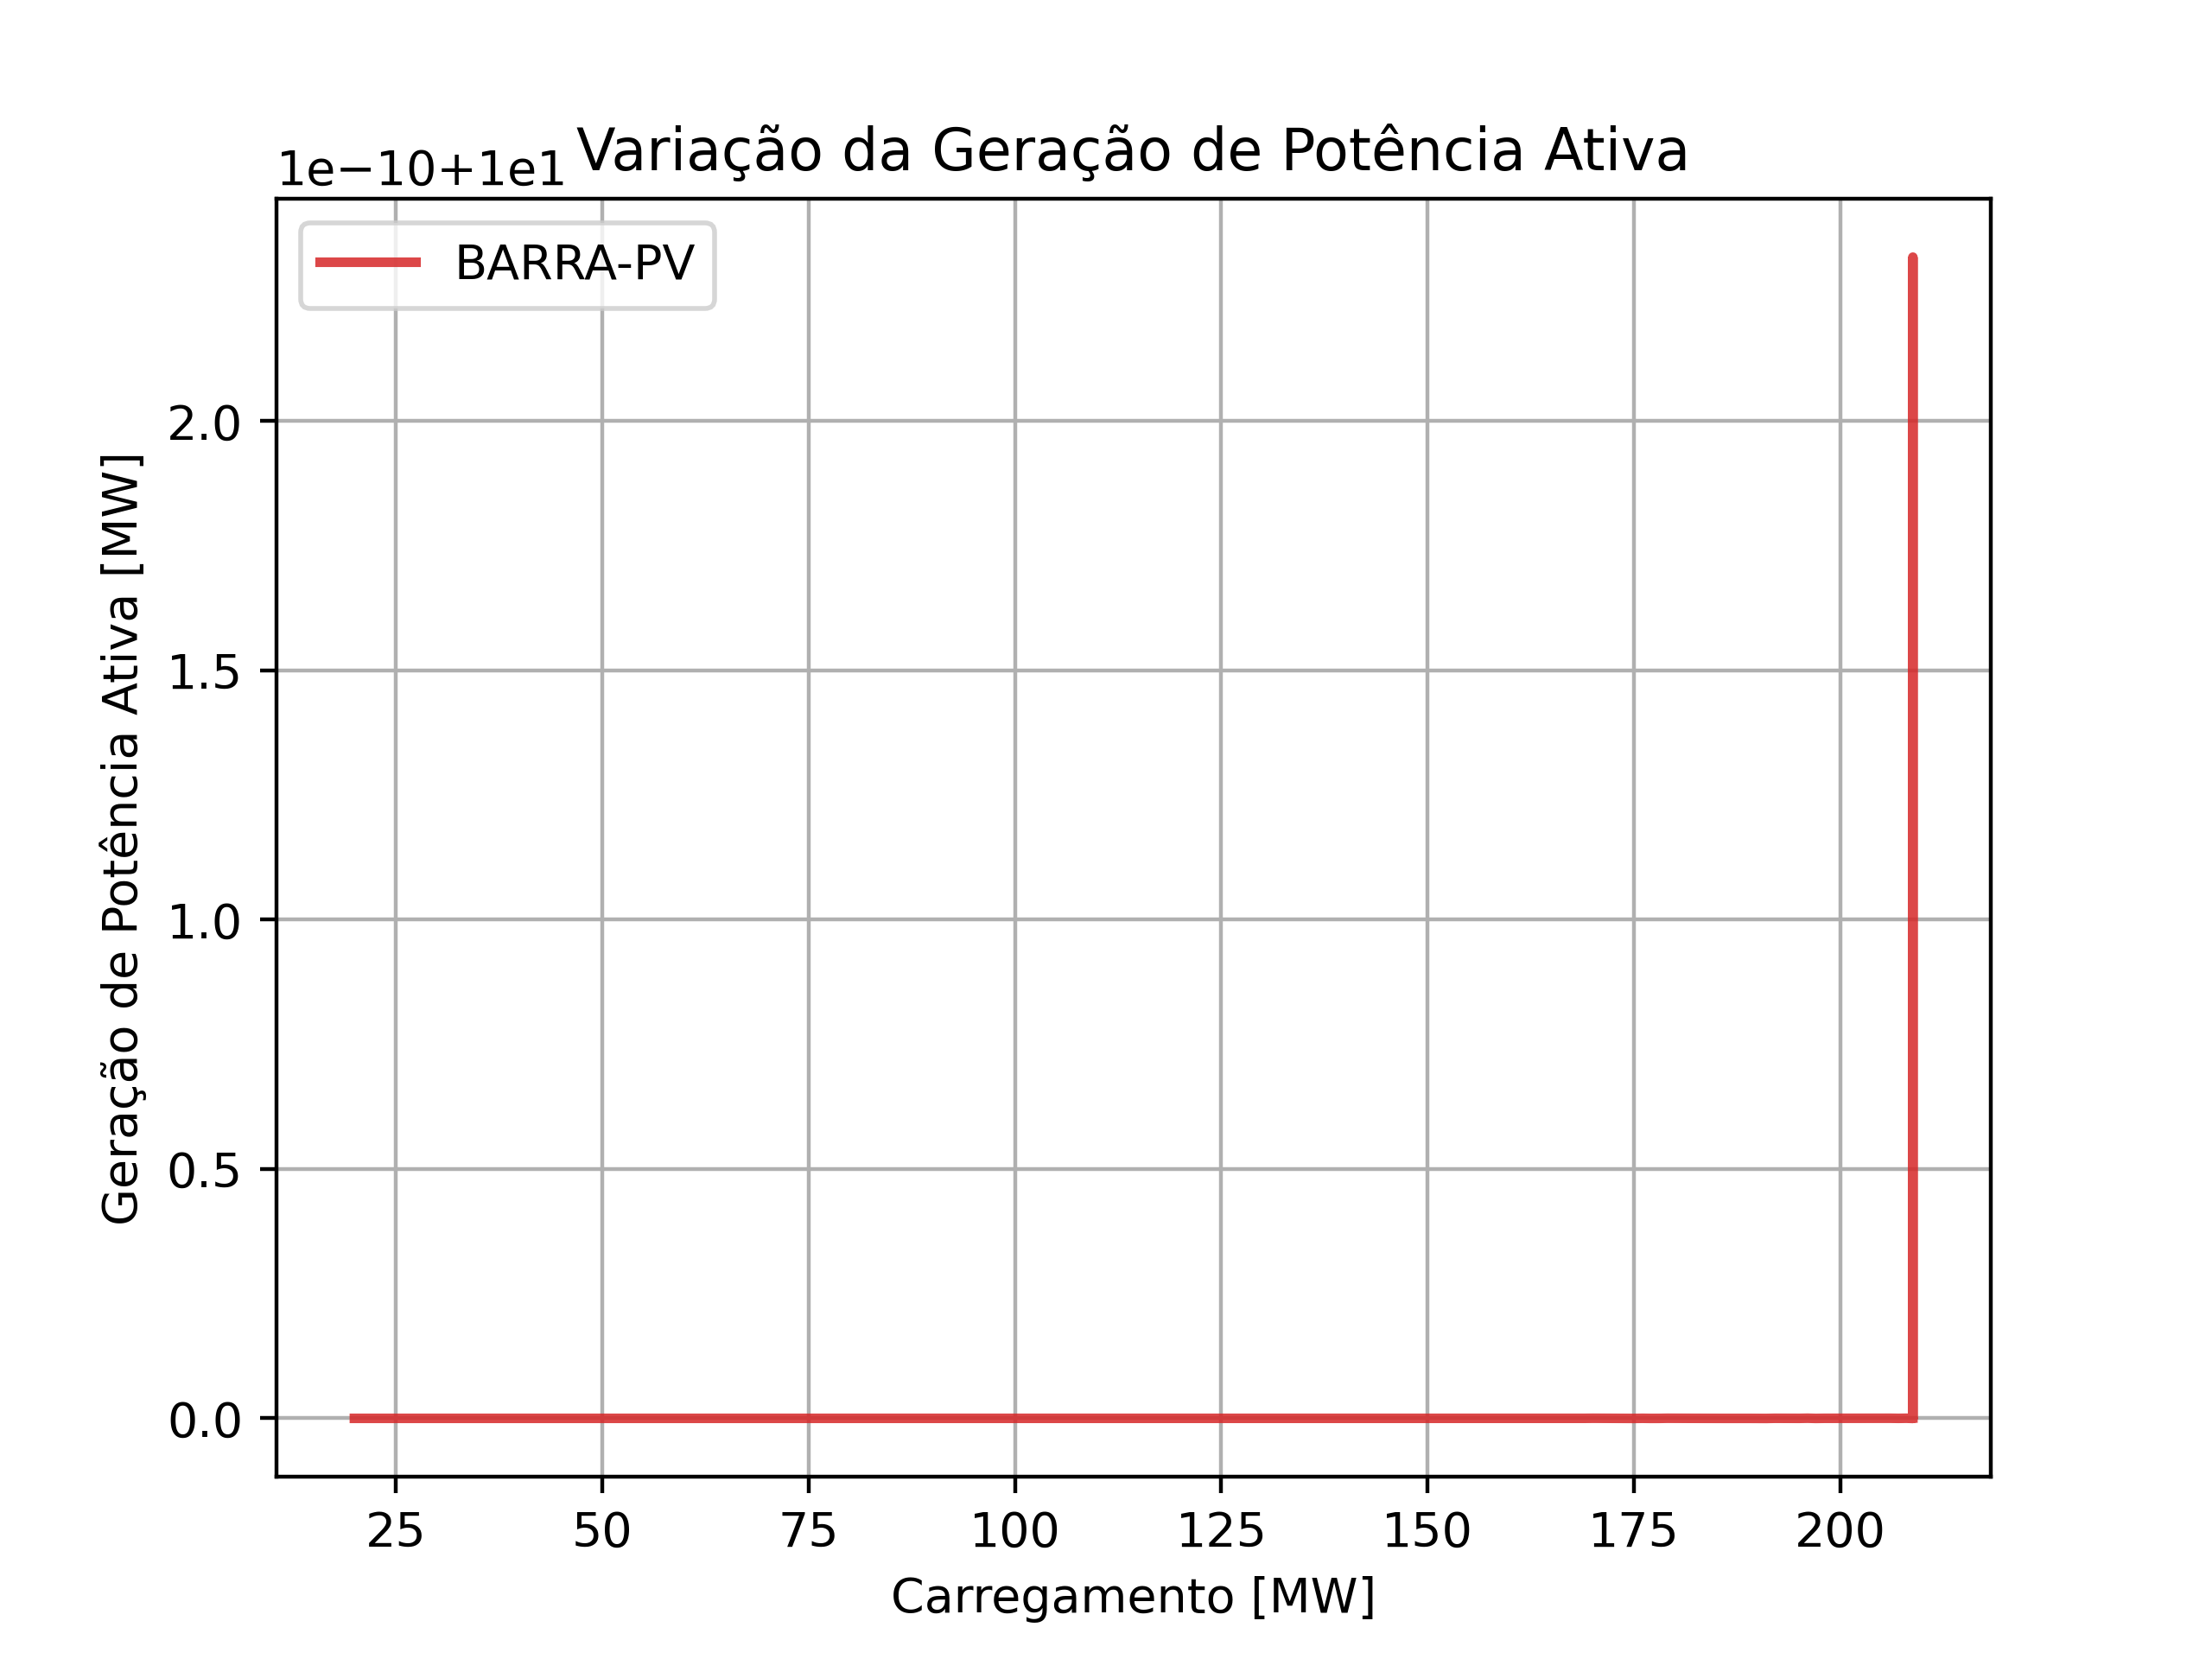 Variação da Geração de Potência Ativa
1e−10+1e1
BARRA-PV
Geração de Potência Ativa [MW]
2.0
1.5
1.0
0.5
0.0
25 50 75 100 125 150 175 200
Carregamento [MW]